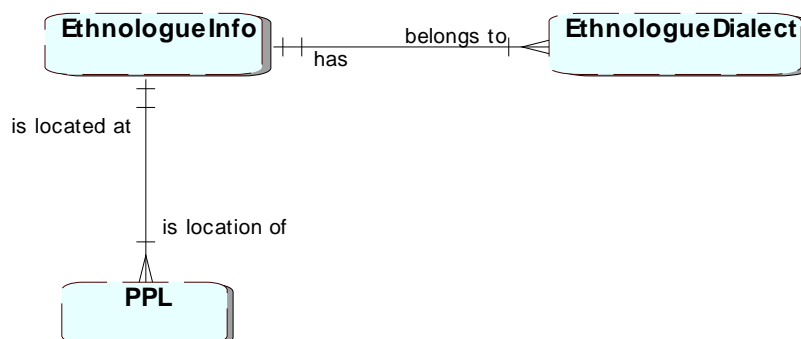 EthnologueInfo
EthnologueDialect
belongs to
has
is located at
is location of
PPL